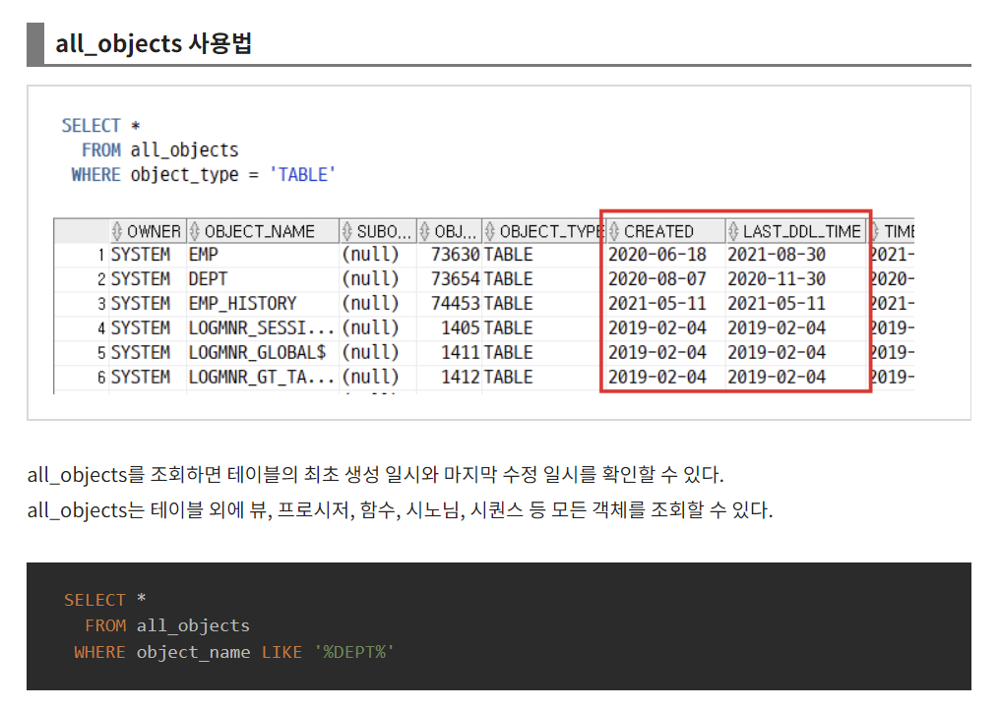 all_objects 사용법
SELECT *
FROM all_objects
WHERE object_type = 'TABLE'
OWNER OBJECT_NAME SUBO... OBJ... OBJECT_TYPE CREATED LAST_DDL_TIME TIME
1 SYSTEM EMP (null) 73630 TABLE 2020-06-18 2021-08-30 2021-
2 SYSTEM DEPT (null) 73654 TABLE 2020-08-07 2020-11-30 2020-
3 SYSTEM EMP_HISTORY (null) 74453 TABLE 2021-05-11 2021-05-11 2021-
4 SYSTEM LOGMNR_SESSI... (null) 1405 TABLE 2019-02-04 2019-02-04 2019-
5 SYSTEM LOGMNR_GLOBAL$ (null) 1411 TABLE 2019-02-04 2019-02-04 2019-
6 SYSTEM LOGMNR_GT_TA... (null) 1412 TABLE 2019-02-04 2019-02-04 2019-
all_objects를 조회하면 테이블의 최초 생성 일시와 마지막 수정 일시를 확인할 수 있다.
all_objects는 테이블 외에 뷰, 프로시저, 함수, 시노님, 시퀀스 등 모든 객체를 조회할 수 있다.
SELECT *
FROM all_objects
WHERE object_name LIKE '%DEPT%'